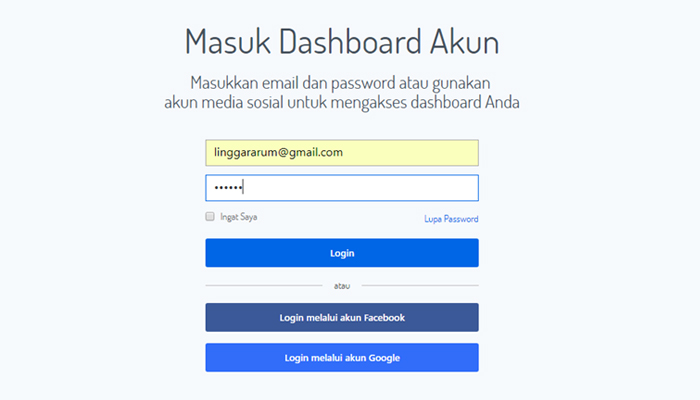 Masuk Dashboard Akun
Masukkan email dan password atau gunakan
akun media sosial untuk mengakses dashboard Anda
linggararum@gmail.com
••••••
Ingat Saya
Lupa Password
Login
atau
Login melalui akun Facebook
Login melalui akun Google